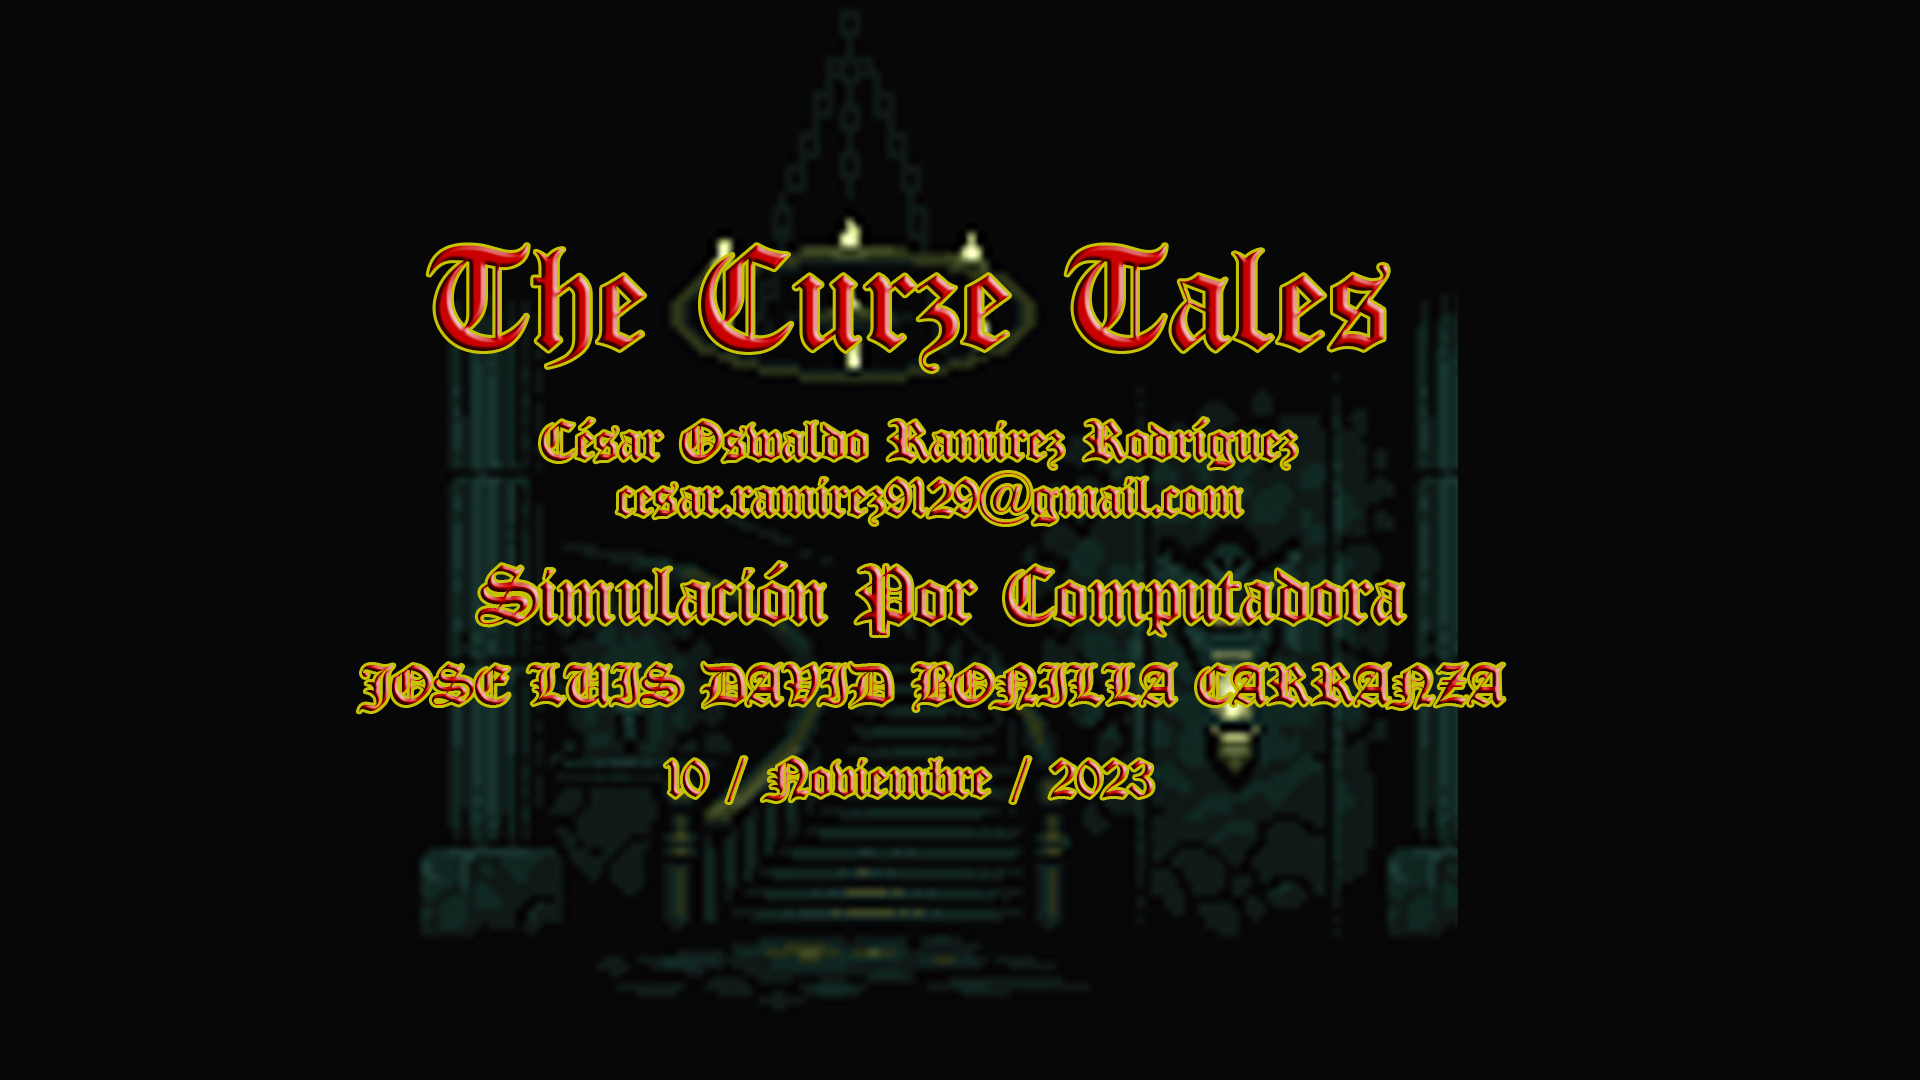 The Curze Tales
César Oswaldo Ramirez Rodríguez
cesar.ramirez9129@gmail.com
Simulación Por Computadora
JOSE LUIS DAVID BONILLA CARRANZA
10 / Noviembre / 2023